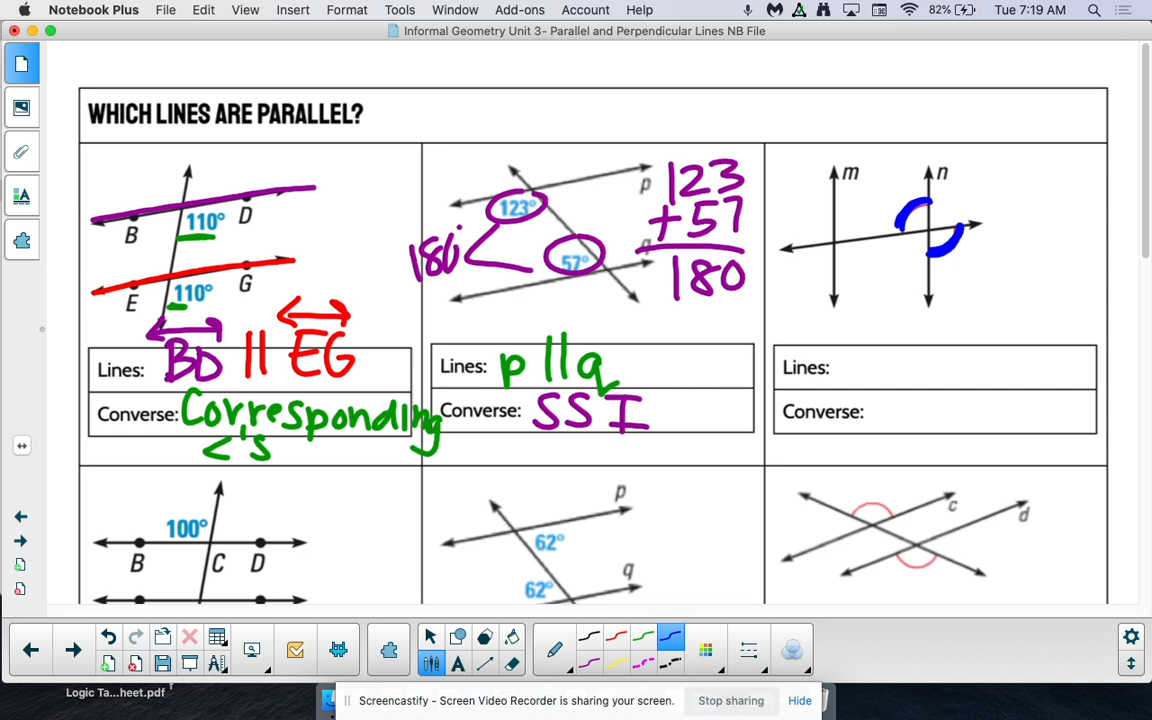 Notebook Plus File Edit View Insert Format Tools Add-ons Account Help 82% Tue 7:19 AM
Informal Geometry Unit 3- Parallel and Perpendicular Lines NB File
WHICH LINES ARE PARALLEL?
B D
110°
E G
110°
BD || EG
Lines:
Converse: Corresponding
<'s
p
123°
57°
180
123
+57
180
Lines: p || q
Converse: SSI
m n
Lines:
Converse:
100°
B C D
p
62°
q
62°
c d
Logic Ta...heet.pdf
Screencastify - Screen Video Recorder is sharing your screen. Stop sharing Hide